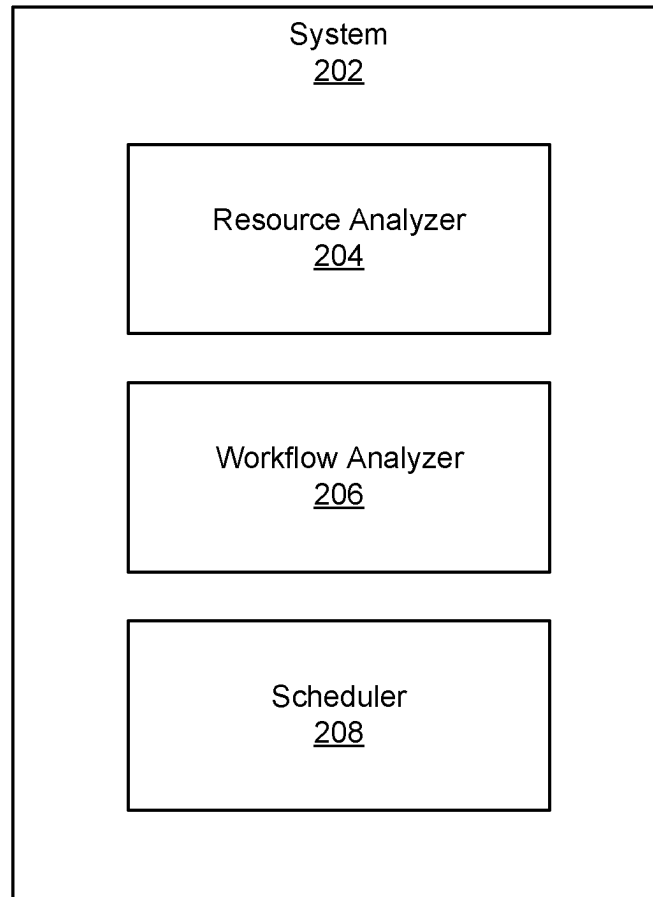 System
202
Resource Analyzer
204
Workflow Analyzer
206
Scheduler
208